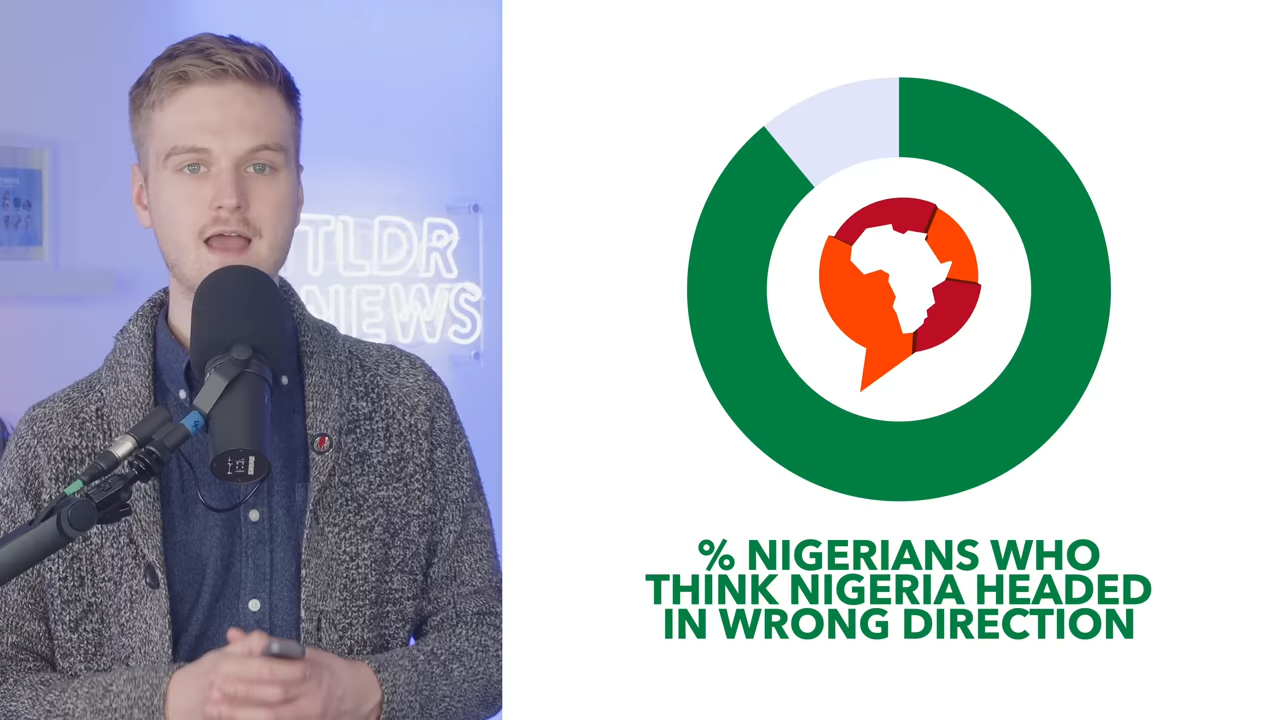 TLDR
NEWS
% NIGERIANS WHO
THINK NIGERIA HEADED
IN WRONG DIRECTION